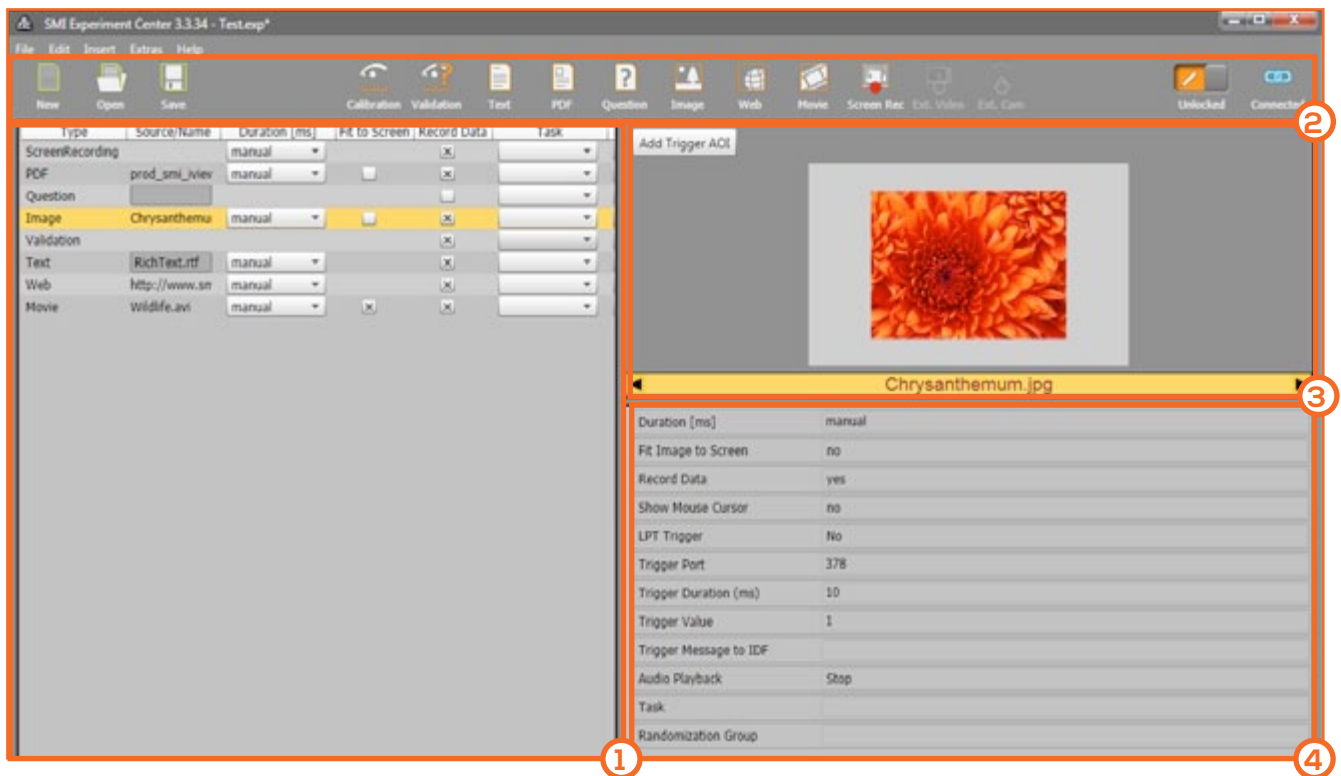 SMI Experiment Center 3.3.34 - Test.exp*
File Edit Insert Extras Help
New Open Save Calibration Validation Text PDF Question Image Web Movie Screen Rec Ext. Video Ext. Cam Unlocked Connected
2
Type Source/Name Duration [ms] Fit to Screen Record Data Task
Add Trigger AOI
ScreenRecording manual
PDF prod_smi_iview manual
Question
Image Chrysanthemu manual
Validation
Text RichText.rtf manual
Web http://www.sm manual
Movie Wildlife.avi manual
Chrysanthemum.jpg
3
Duration [ms] manual
Fit Image to Screen no
Record Data yes
Show Mouse Cursor no
LPT Trigger No
Trigger Port 378
Trigger Duration (ms) 10
Trigger Value 1
Trigger Message to IDF
Audio Playback Stop
Task
Randomization Group
1 4